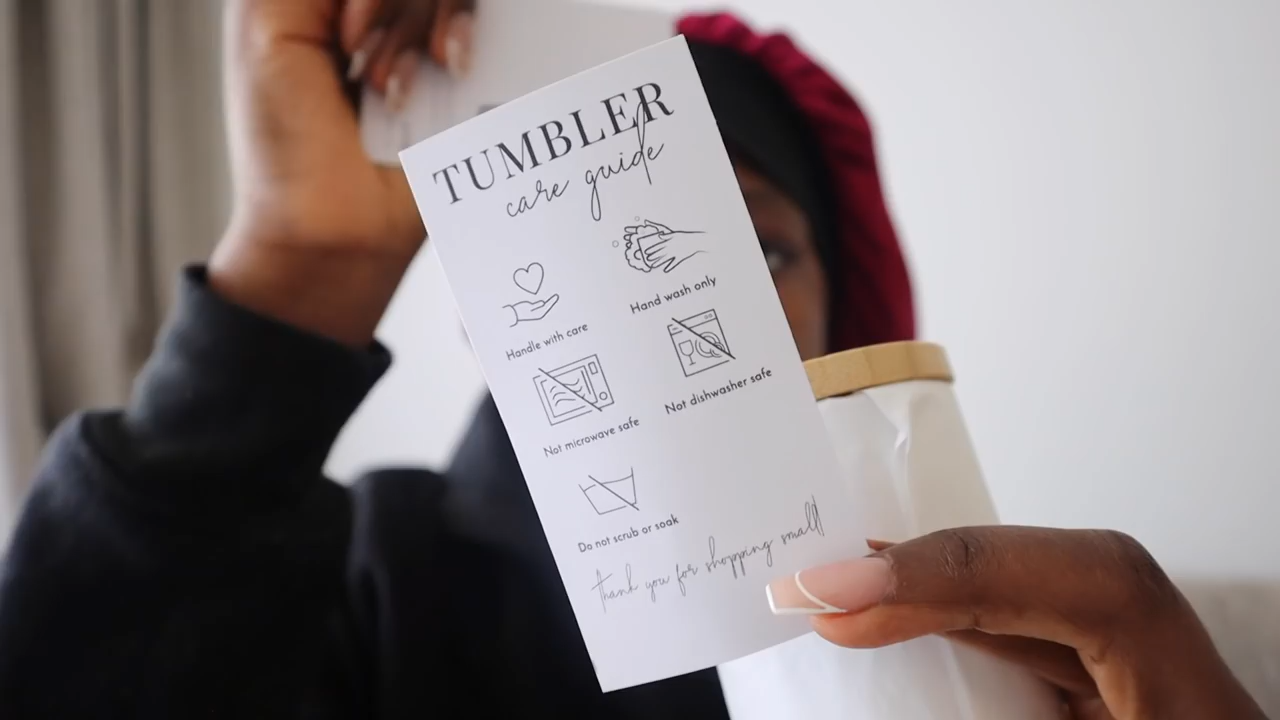 TUMBLER
care guide
Handle with care
Hand wash only
Not microwave safe
Not dishwasher safe
Do not scrub or soak
thank you for shopping small!